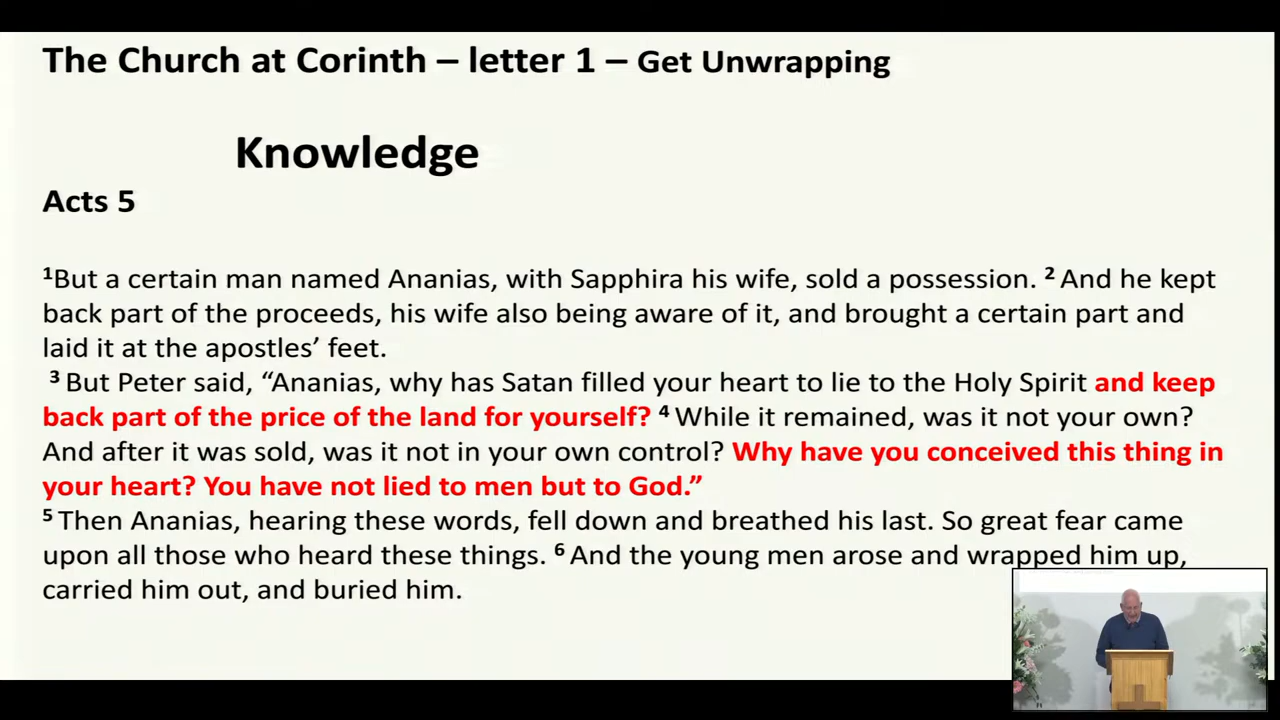 The Church at Corinth – letter 1 – Get Unwrapping
Knowledge
Acts 5
¹But a certain man named Ananias, with Sapphira his wife, sold a possession. ² And he kept
back part of the proceeds, his wife also being aware of it, and brought a certain part and
laid it at the apostles’ feet.
³ But Peter said, “Ananias, why has Satan filled your heart to lie to the Holy Spirit and keep
back part of the price of the land for yourself? ⁴ While it remained, was it not your own?
And after it was sold, was it not in your own control? Why have you conceived this thing in
your heart? You have not lied to men but to God.”
⁵ Then Ananias, hearing these words, fell down and breathed his last. So great fear came
upon all those who heard these things. ⁶ And the young men arose and wrapped him up,
carried him out, and buried him.